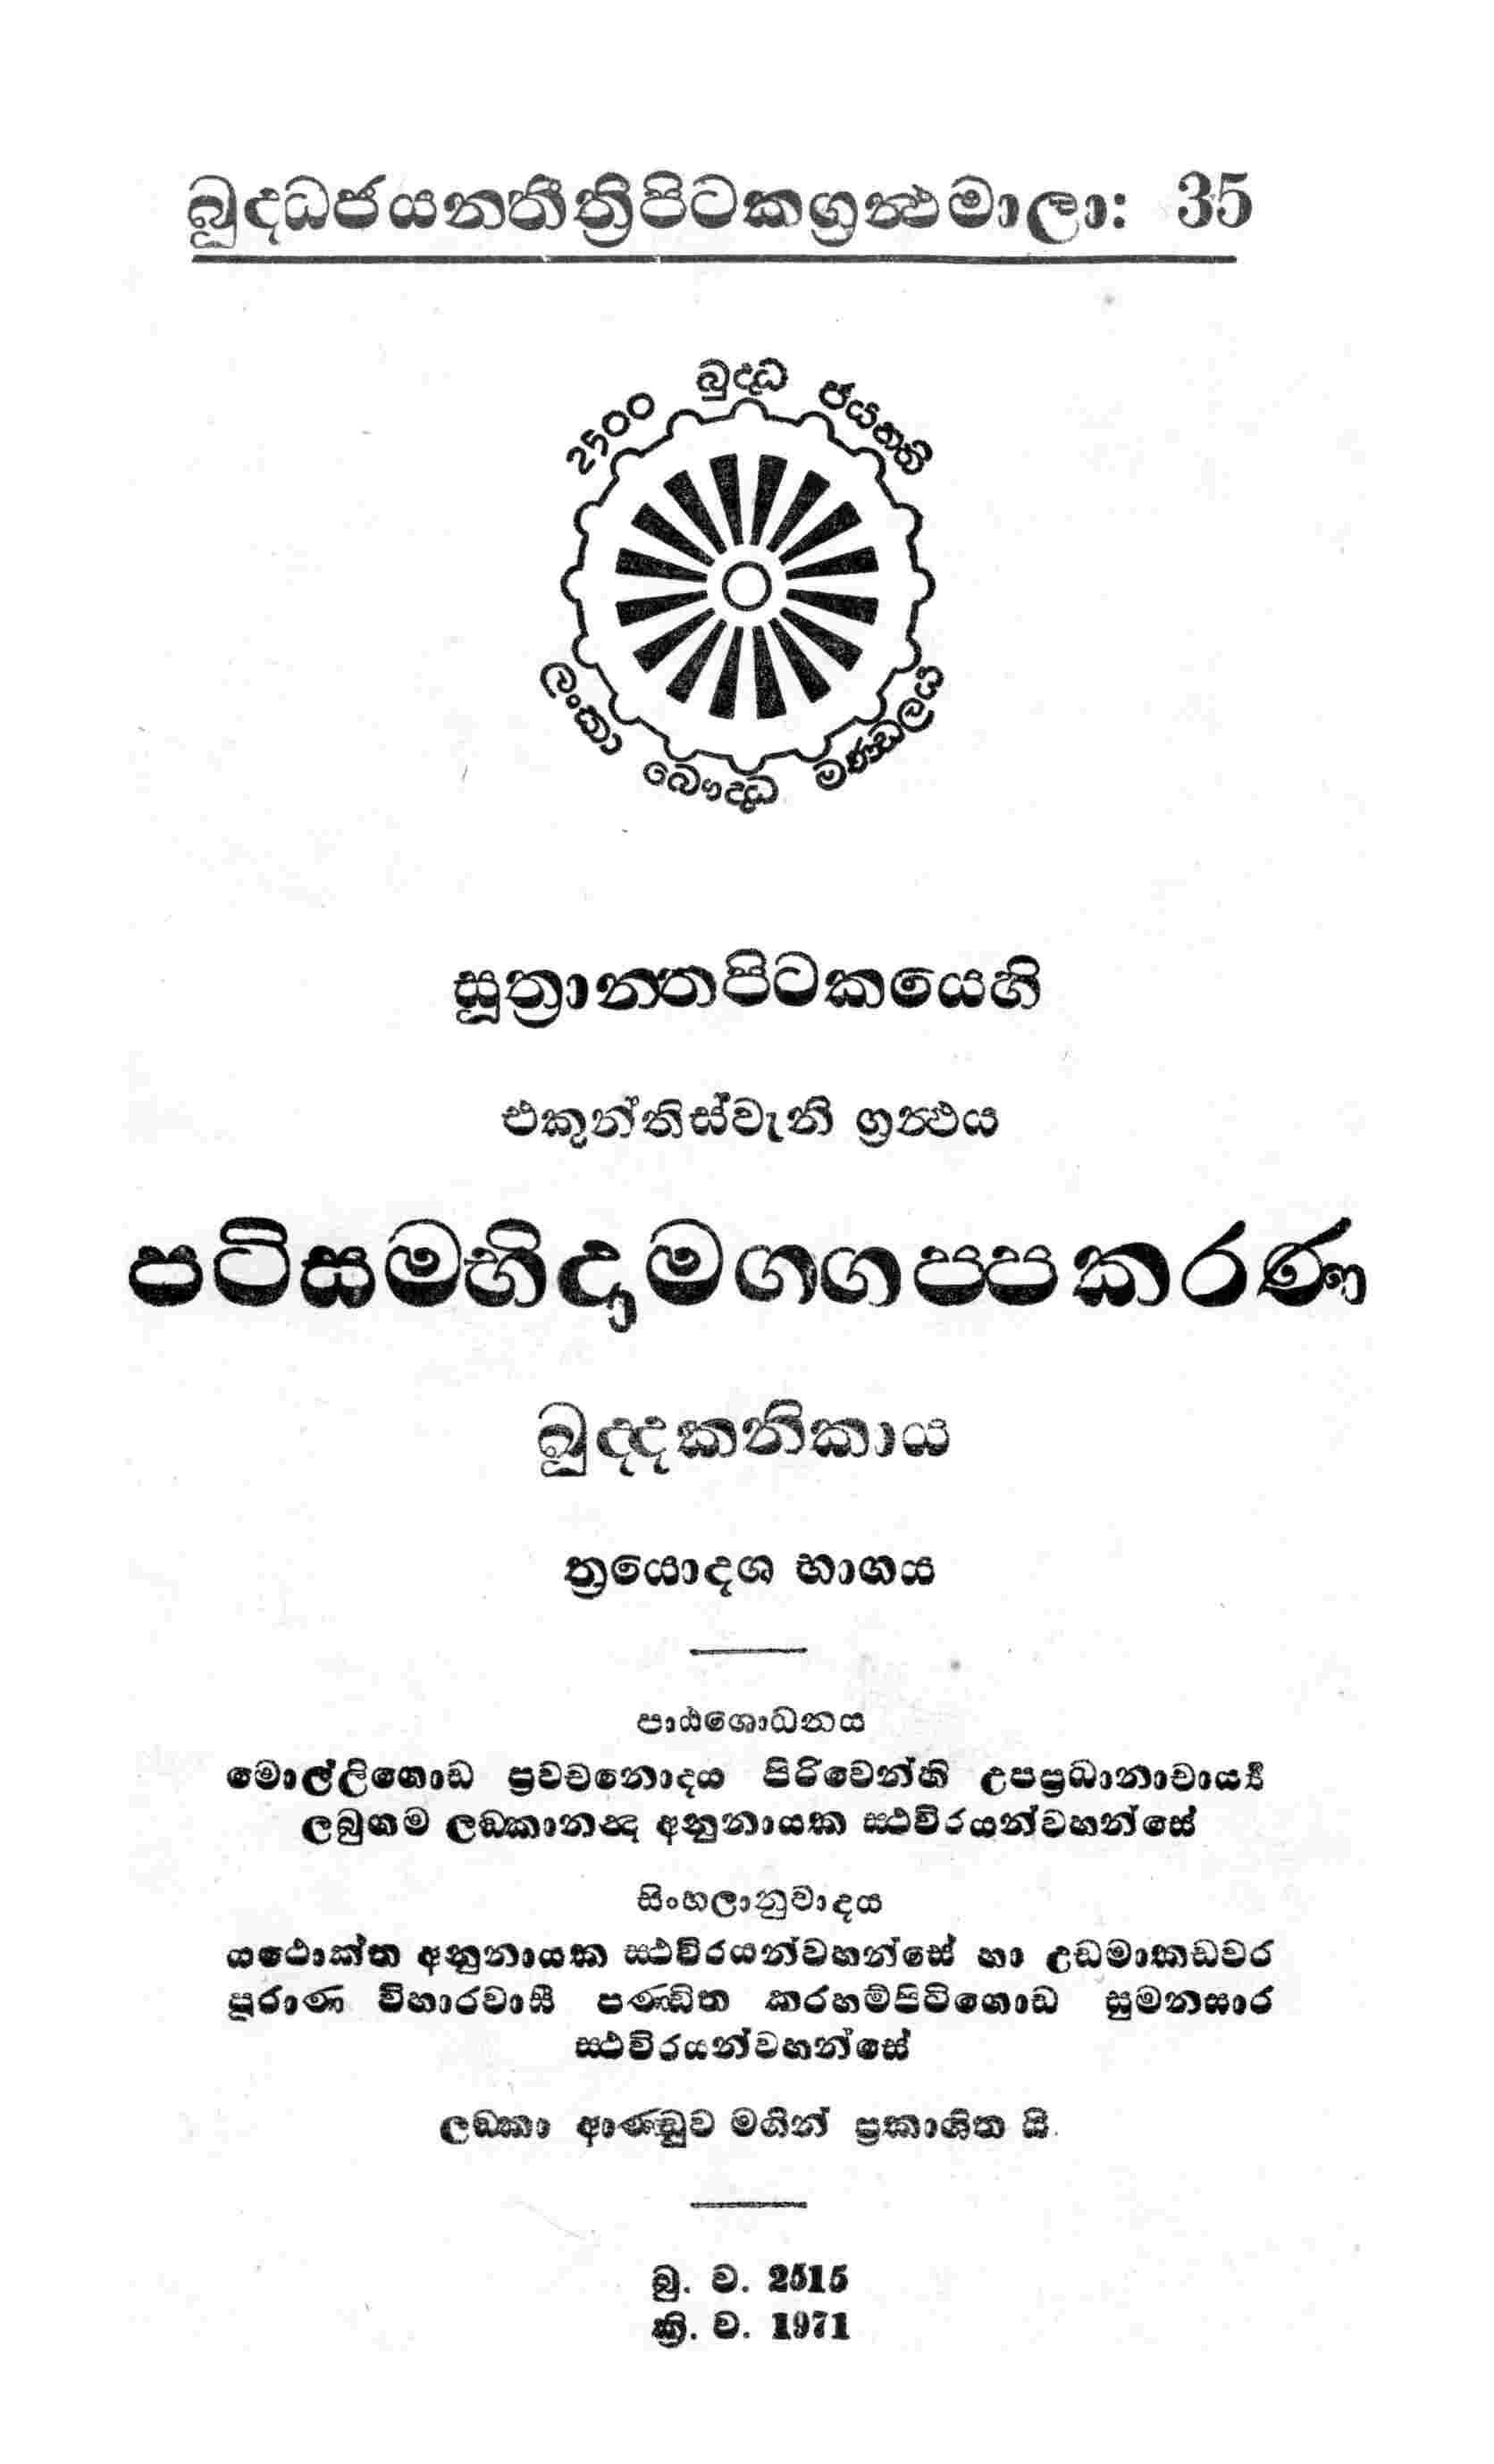 බුද‍්ධජයන‍්තීත්‍රිපිටකග්‍රන්‍ථමාලා: 35
2500 බුද්ධ ජයන්ති
ලංකා බෞද්ධ මණ්ඩලය
සූත්‍රාන්තපිටකයෙහි
එකුන්තිස්වැනි ග්‍රන්‍ථය
පටිසම‍්භිදාමග‍්ගප‍්පකරණ
ඛුද්දකනිකාය
ත්‍රයොදශ භාගය
පාඨශොධනය
මොල්ලිගොඩ ප්‍රවචනොදය පිරිවෙන්හි උපප්‍රධානාචාර්‍ය්‍ය
ලබුගම ලඞ්කානන්‍ද අනුනායක ස්ථවිරයන්වහන්සේ
සිංහලානුවාදය
යථොක්ත අනුනායක ස්ථවිරයන්වහන්සේ හා උඩමාකඩවර
පුරාණ විහාරවාසී පණ්ඩිත කරහම්පිටිගොඩ සුමනසාර
ස්ථවිරයන්වහන්සේ
ලඞ්කා ආණ්ඩුව මගින් ප්‍රකාශිත යි.
බු. ව. 2515
ක්‍රි. ව. 1971